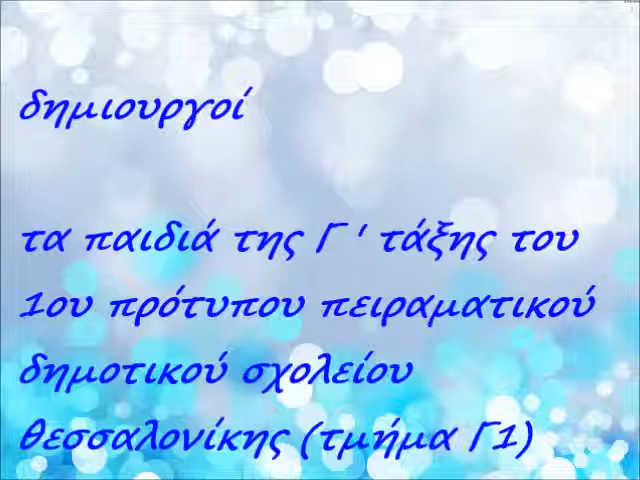 δημιουργοί
τα παιδιά της Γ ' τάξης του
1ου πρότυπου πειραματικού
δημοτικού σχολείου
θεσσαλονίκης (τμήμα Γ1)